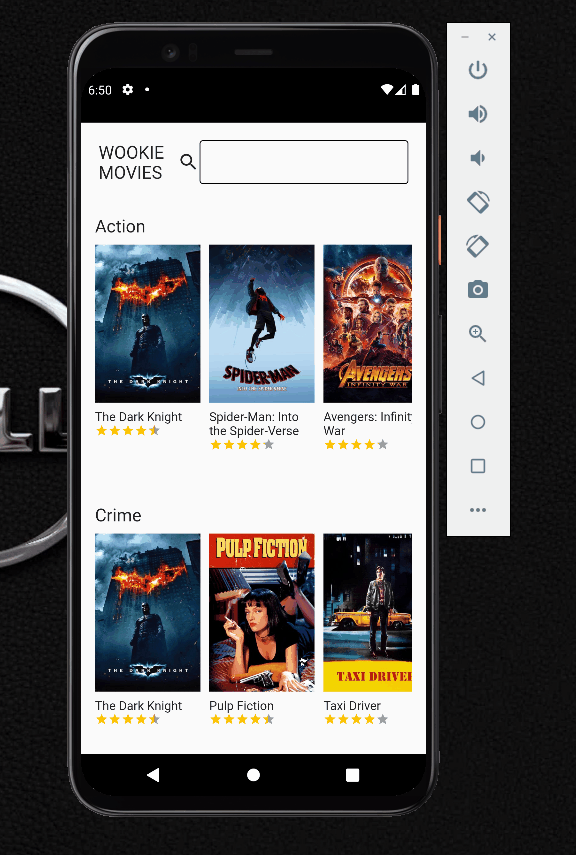 6:50
WOOKIE
MOVIES
Action
THE DARK KNIGHT
SPIDER-MAN
AVENGERS
INFINITY WAR
The Dark Knight
Spider-Man: Into
the Spider-Verse
Avengers: Infinit
War
Crime
THE DARK KNIGHT
PULP FICTION
TAXI DRIVER
The Dark Knight
Pulp Fiction
Taxi Driver